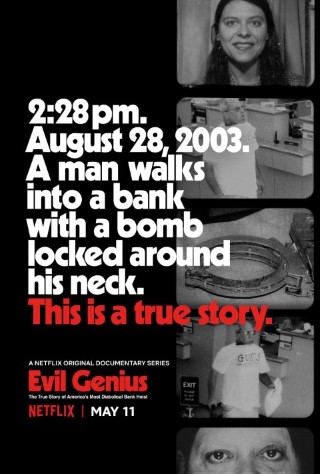 2:28 pm.
August 28, 2003.
A man walks
into a bank
with a bomb
locked around
his neck.
This is a true story.
A NETFLIX ORIGINAL DOCUMENTARY SERIES
Evil Genius
The True Story of America's Most Diabolical Bank Heist
NETFLIX | MAY 11
GUESS
EXIT